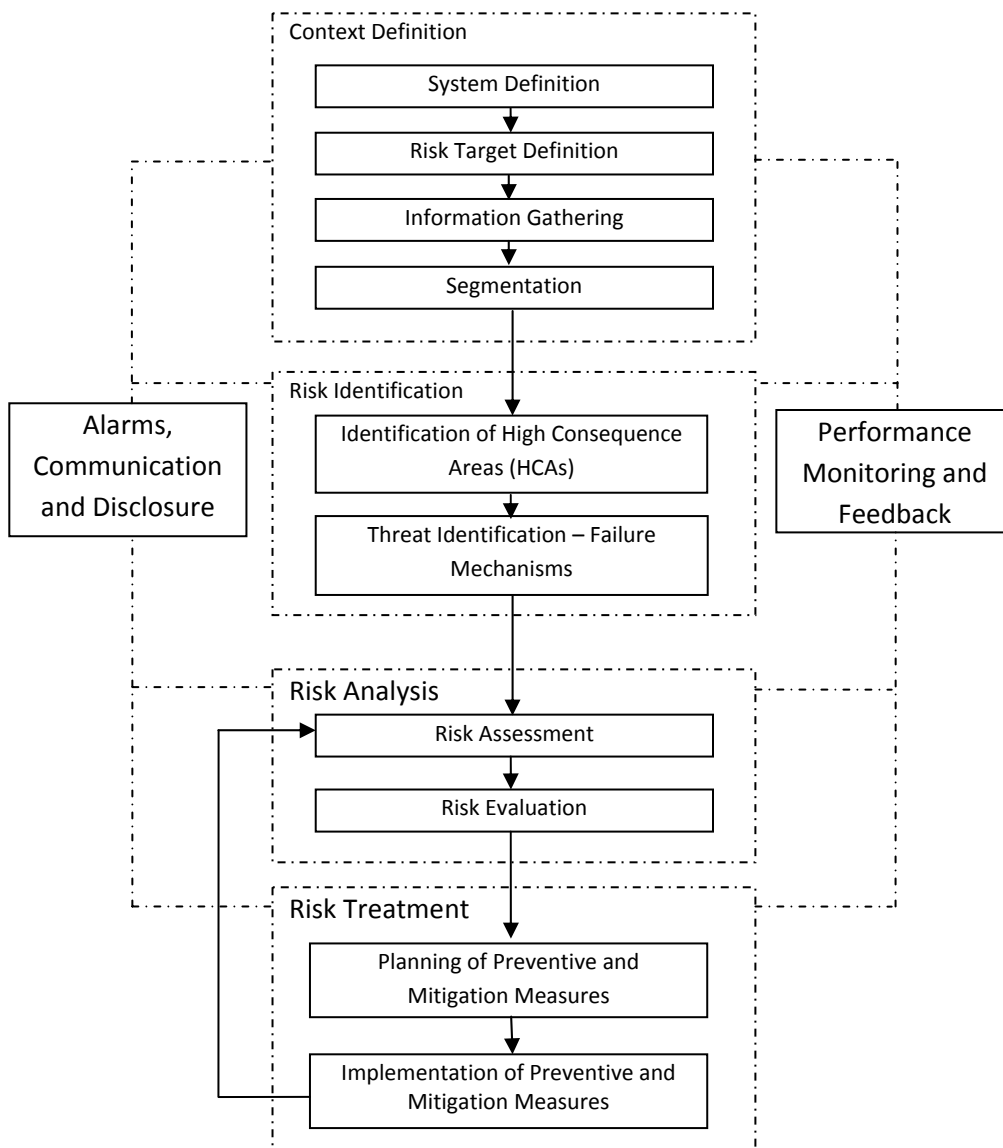 Context Definition
System Definition
Risk Target Definition
Information Gathering
Segmentation
Risk Identification
Identification of High Consequence
Areas (HCAs)
Threat Identification – Failure
Mechanisms
Alarms,
Communication
and Disclosure
Performance
Monitoring and
Feedback
Risk Analysis
Risk Assessment
Risk Evaluation
Risk Treatment
Planning of Preventive and
Mitigation Measures
Implementation of Preventive and
Mitigation Measures